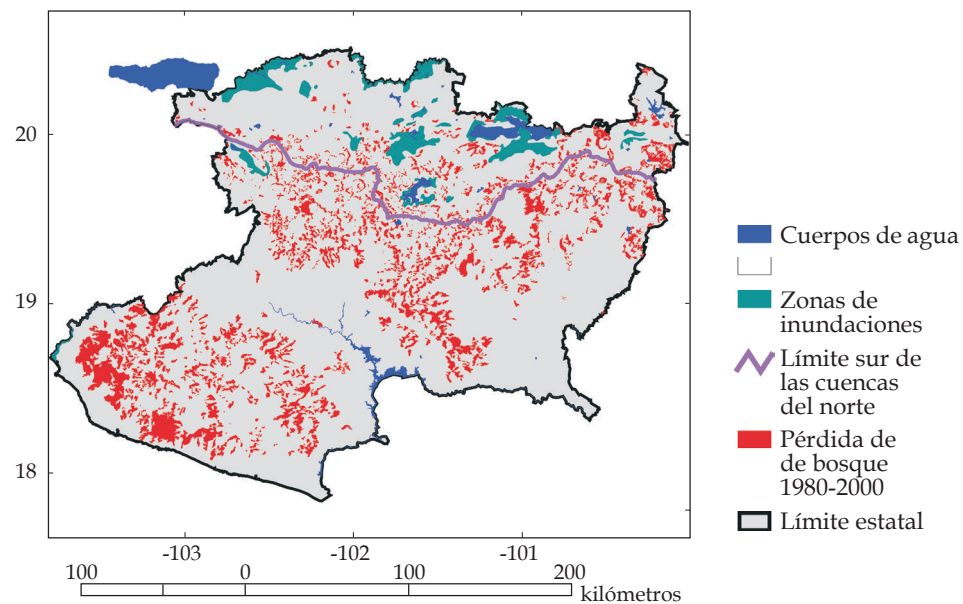 20
19
18
-103
-102
-101
100
0
100
200
kilómetros
Cuerpos de agua
Zonas de
inundaciones
Límite sur de
las cuencas
del norte
Pérdida de
de bosque
1980-2000
Límite estatal